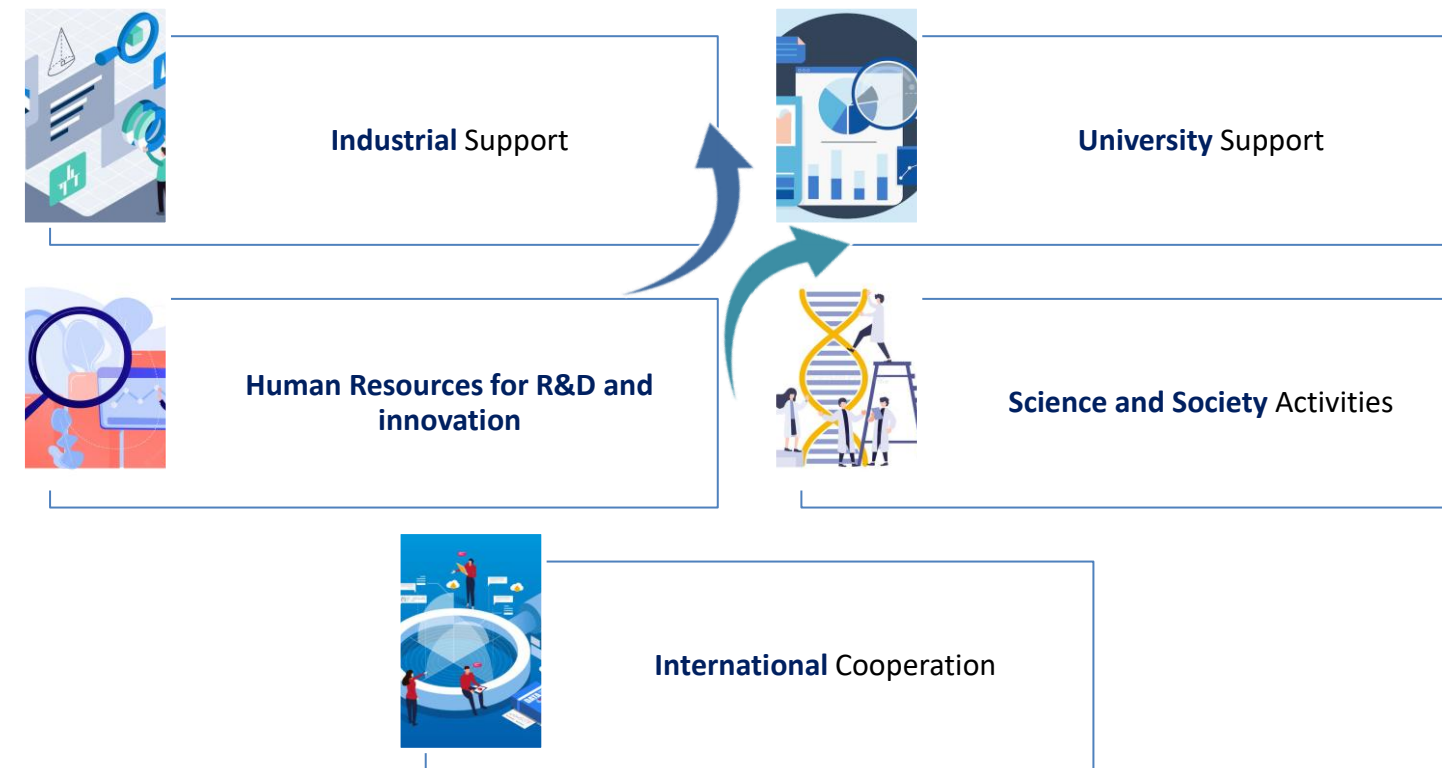 Industrial Support
University Support
Human Resources for R&D and
innovation
Science and Society Activities
International Cooperation